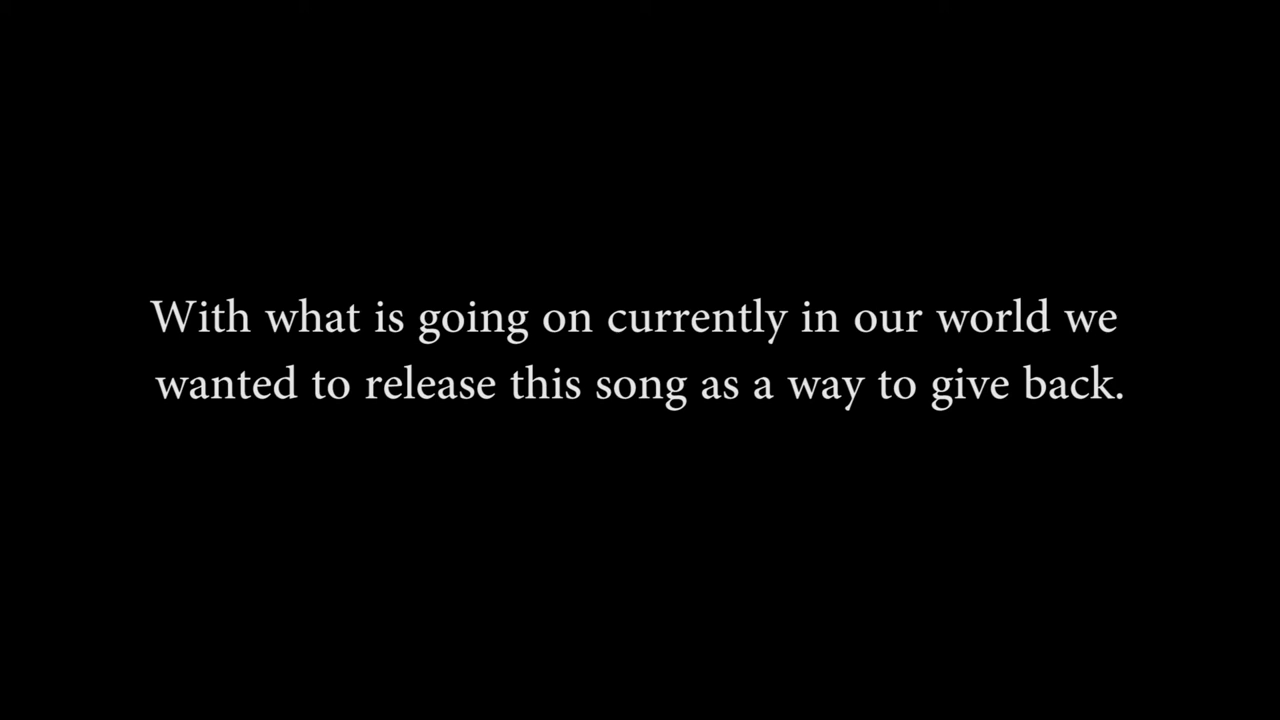 With what is going on currently in our world we
wanted to release this song as a way to give back.